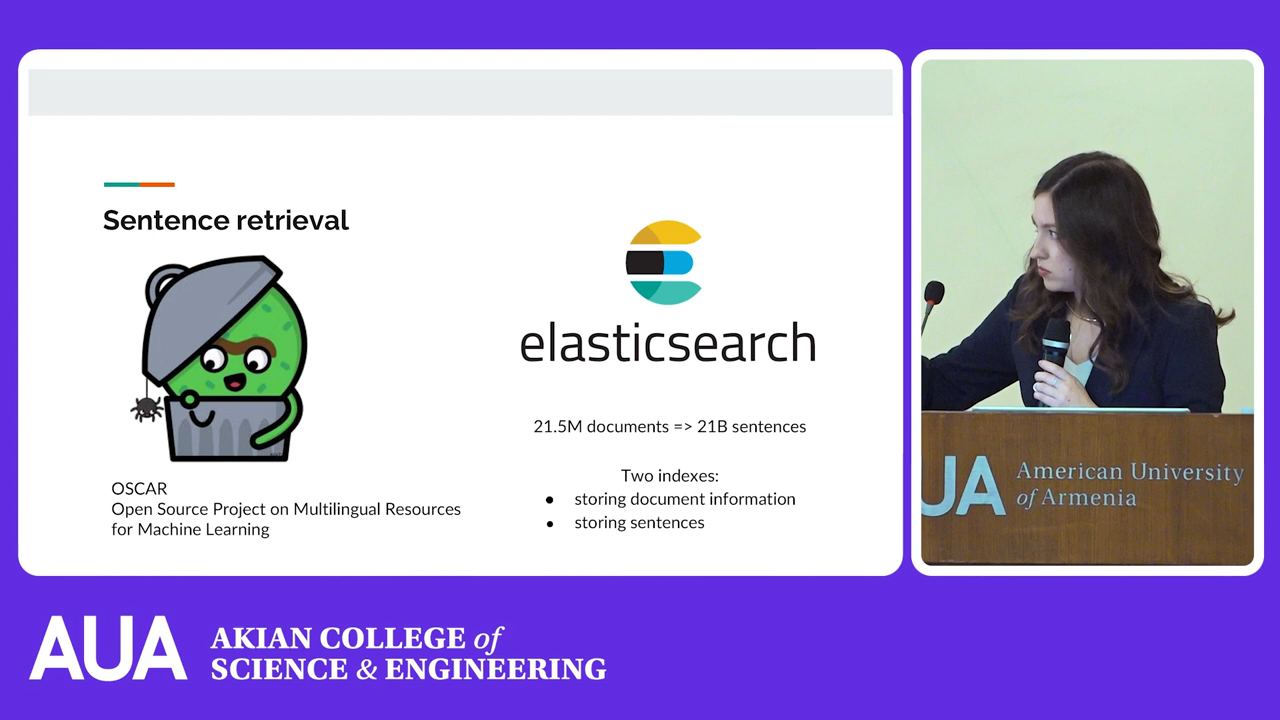 Sentence retrieval
elasticsearch
21.5M documents => 21B sentences
Two indexes:
● storing document information
● storing sentences
OSCAR
Open Source Project on Multilingual Resources
for Machine Learning
UA American University
of Armenia
AUA AKIAN COLLEGE of
SCIENCE & ENGINEERING